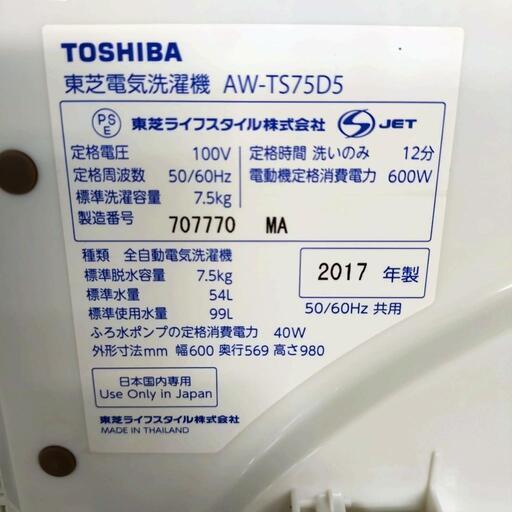 TOSHIBA
東芝電気洗濯機 AW-TS75D5
PSE 東芝ライフスタイル株式会社 S JET
定格電圧 100V
定格周波数 50/60Hz
標準洗濯容量 7.5kg
製造番号 707770 MA
定格時間 洗いのみ 12分
電動機定格消費電力 600W
種類 全自動電気洗濯機
標準脱水容量 7.5kg
標準水量 54L
標準使用水量 99L
ふろ水ポンプの定格消費電力 40W
外形寸法mm 幅600 奥行569 高さ980
2017 年製
50/60Hz 共用
日本国内専用
Use Only in Japan
東芝ライフスタイル株式会社
MADE IN THAILAND